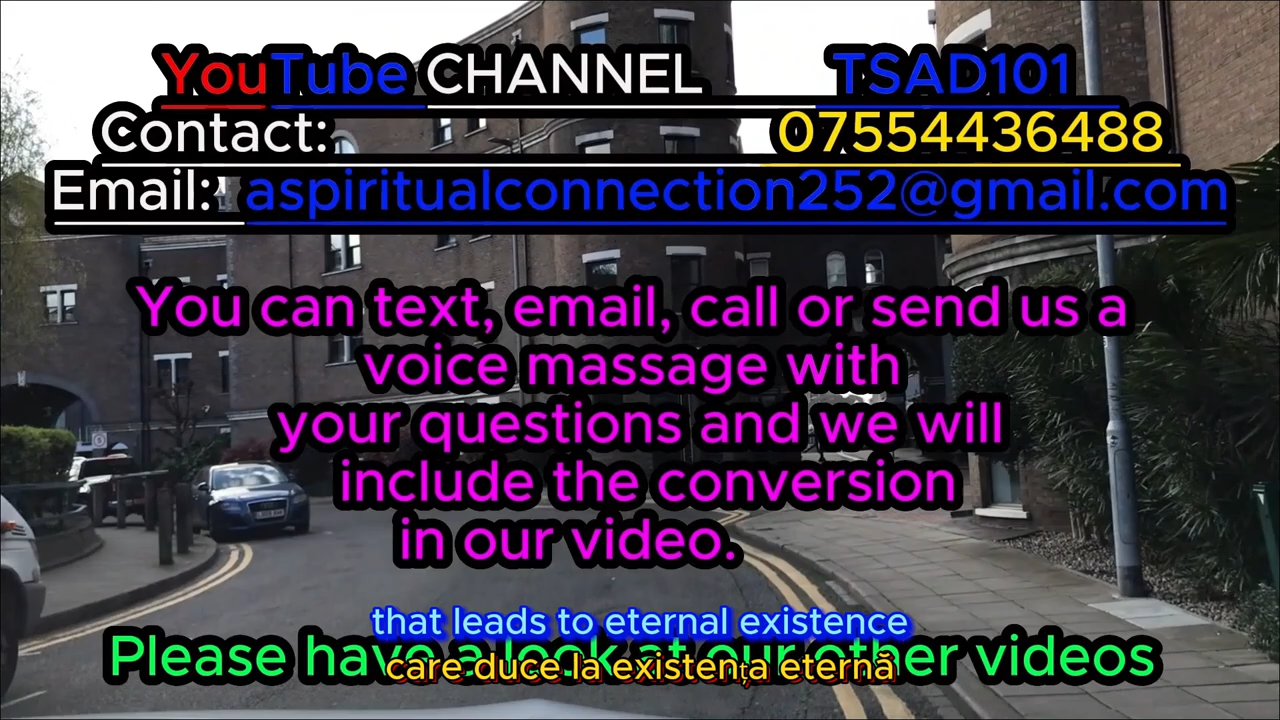 YouTube CHANNEL TSAD101
Contact: 07554436488
Email: aspiritualconnection252@gmail.com
You can text, email, call or send us a
voice massage with
your questions and we will
include the conversion
in our video.
that leads to eternal existence
Please have a look at our other videos
care duce la existența eternă